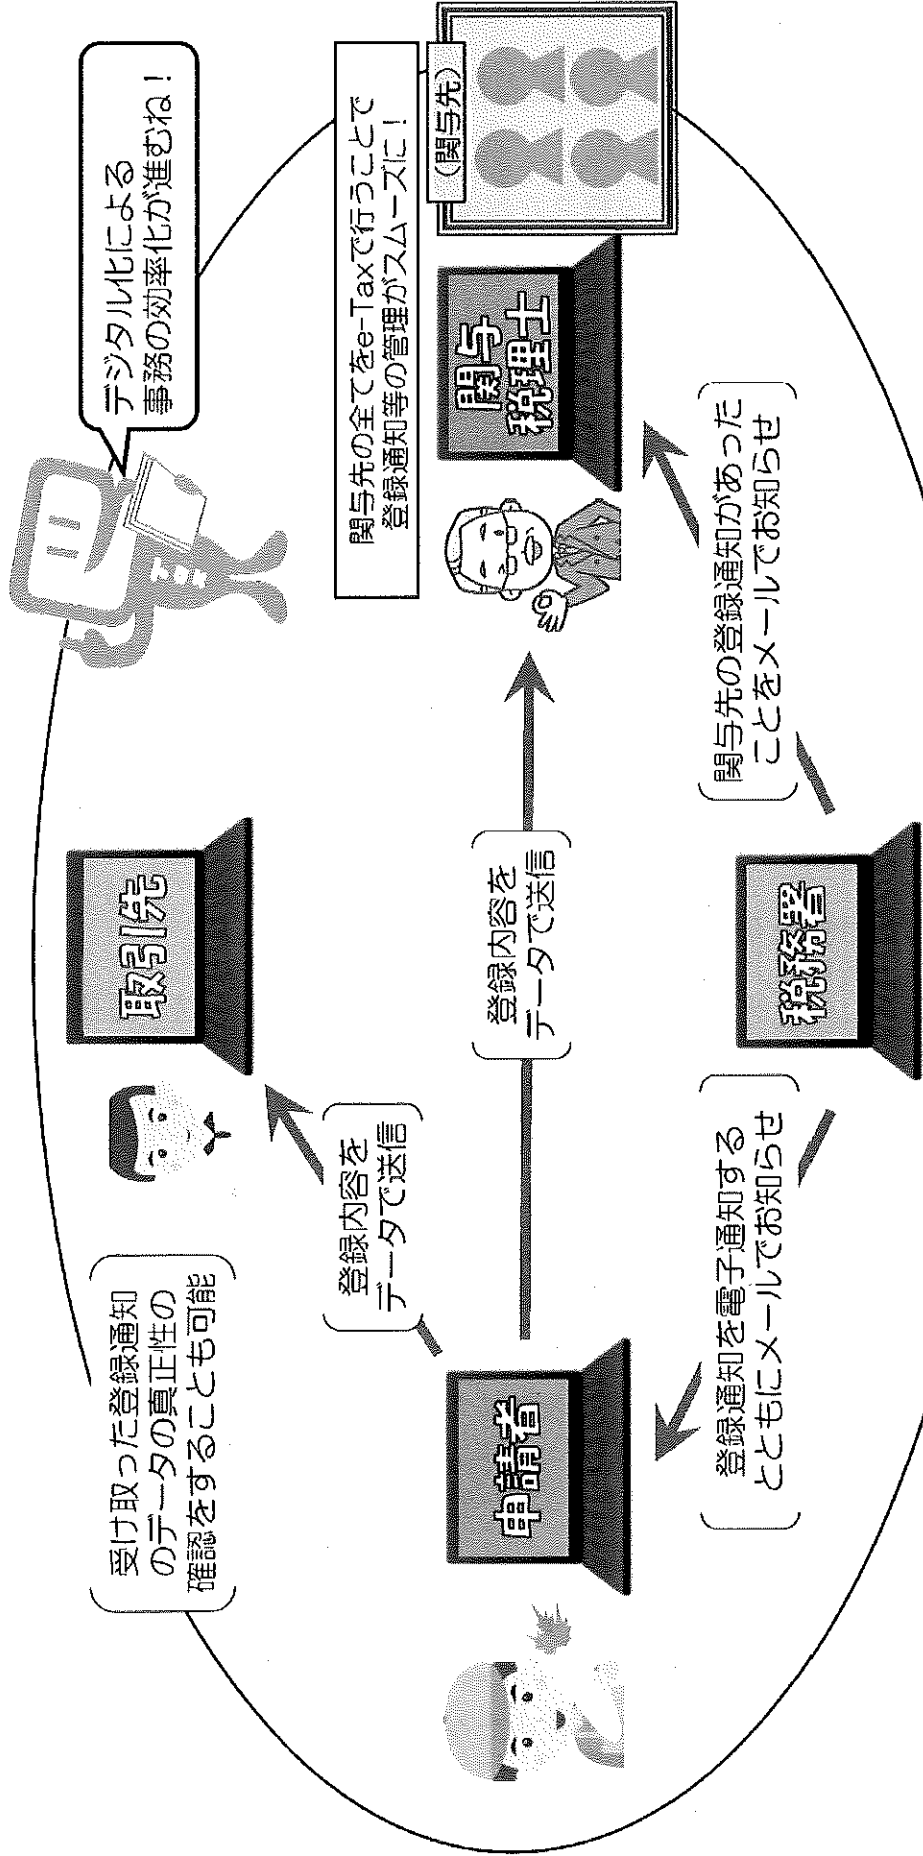 デジタル化による
事務の効率化が進むね！
受け取った登録通知
のデータの真正性の
確認をすることも可能
取引先
関与先の全てをe-Taxで行うことで
登録通知等の管理がスムーズに！
（関与先）
登録内容を
データで送信
申請者
登録内容を
データで送信
関与
税理士
登録通知を電子通知する
とともにメールでお知らせ
税務署
関与先の登録通知があった
ことをメールでお知らせ